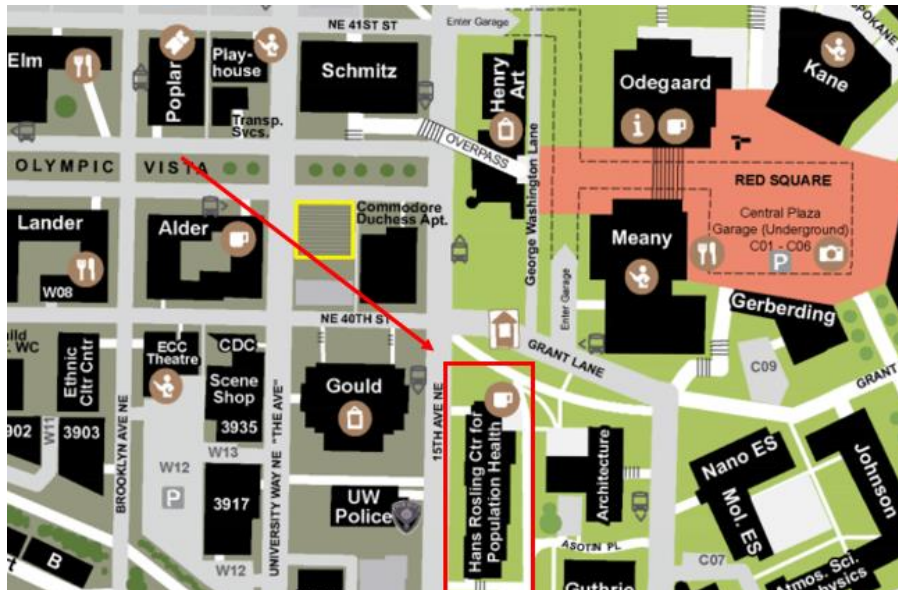 NE 41ST ST
Enter Garage
SPOKANE
Elm
Poplar
Play-
house
Transp.
Svcs.
Schmitz
Henry
Art
Odegaard
Kane
OVERPASS
George Washington Lane
OLYMPIC VISTA
RED SQUARE
Central Plaza
Garage (Underground)
C01 - C06
P
Lander
W08
Alder
Commodore
Duchess Apt.
Meany
Gerberding
Enter Garage
NE 40TH ST
GRANT LANE
C09
GRANT
WC
Ethnic
Cltr Cntr
ECC
Theatre
CDC
Scene
Shop
3935
Gould
15TH AVE NE
Hans Rosling Ctr for
Population Health
Architecture
Nano ES
Mol. ES
Johnson
3902
W11
3903
BROOKLYN AVE NE
W12
P
W13
3917
W12
UNIVERSITY WAY NE "THE AVE"
UW
Police
ASOTIN PL
Guthrie
C07
Atmos. Sci.
B